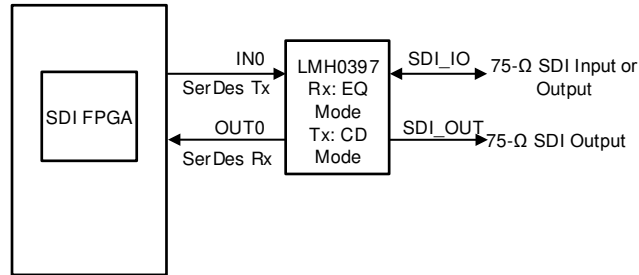 SDI FPGA
IN0
SerDes Tx
OUT0
SerDes Rx
LMH0397
Rx: EQ
Mode
Tx: CD
Mode
SDI_IO
75-Ω SDI Input or
Output
SDI_OUT
75-Ω SDI Output